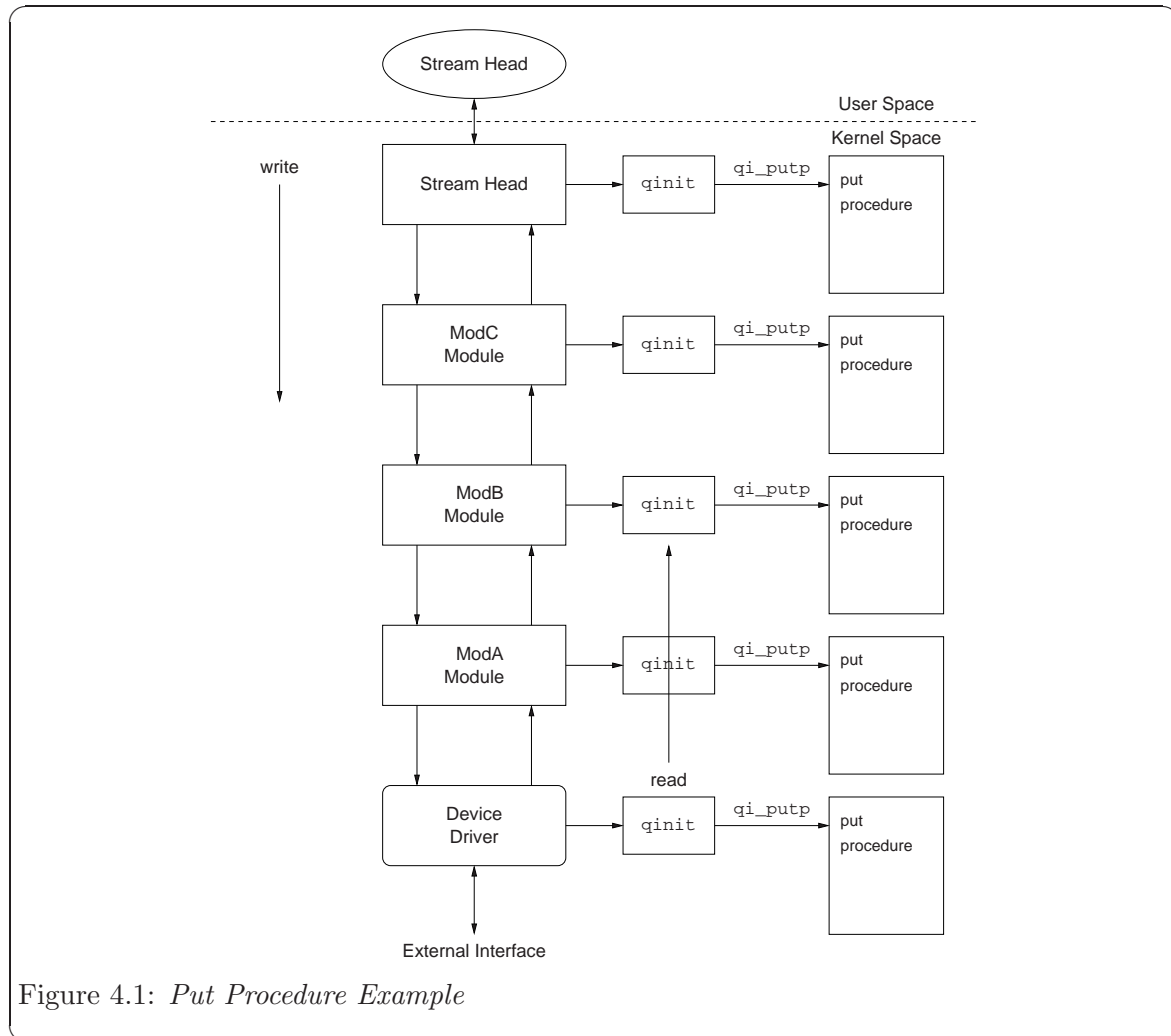 Stream Head
User Space
Kernel Space
write
Stream Head
qinit
qi_putp
put
procedure
ModC
Module
qinit
qi_putp
put
procedure
ModB
Module
qinit
qi_putp
put
procedure
ModA
Module
qinit
qi_putp
put
procedure
read
Device
Driver
qinit
qi_putp
put
procedure
External Interface
Figure 4.1: Put Procedure Example